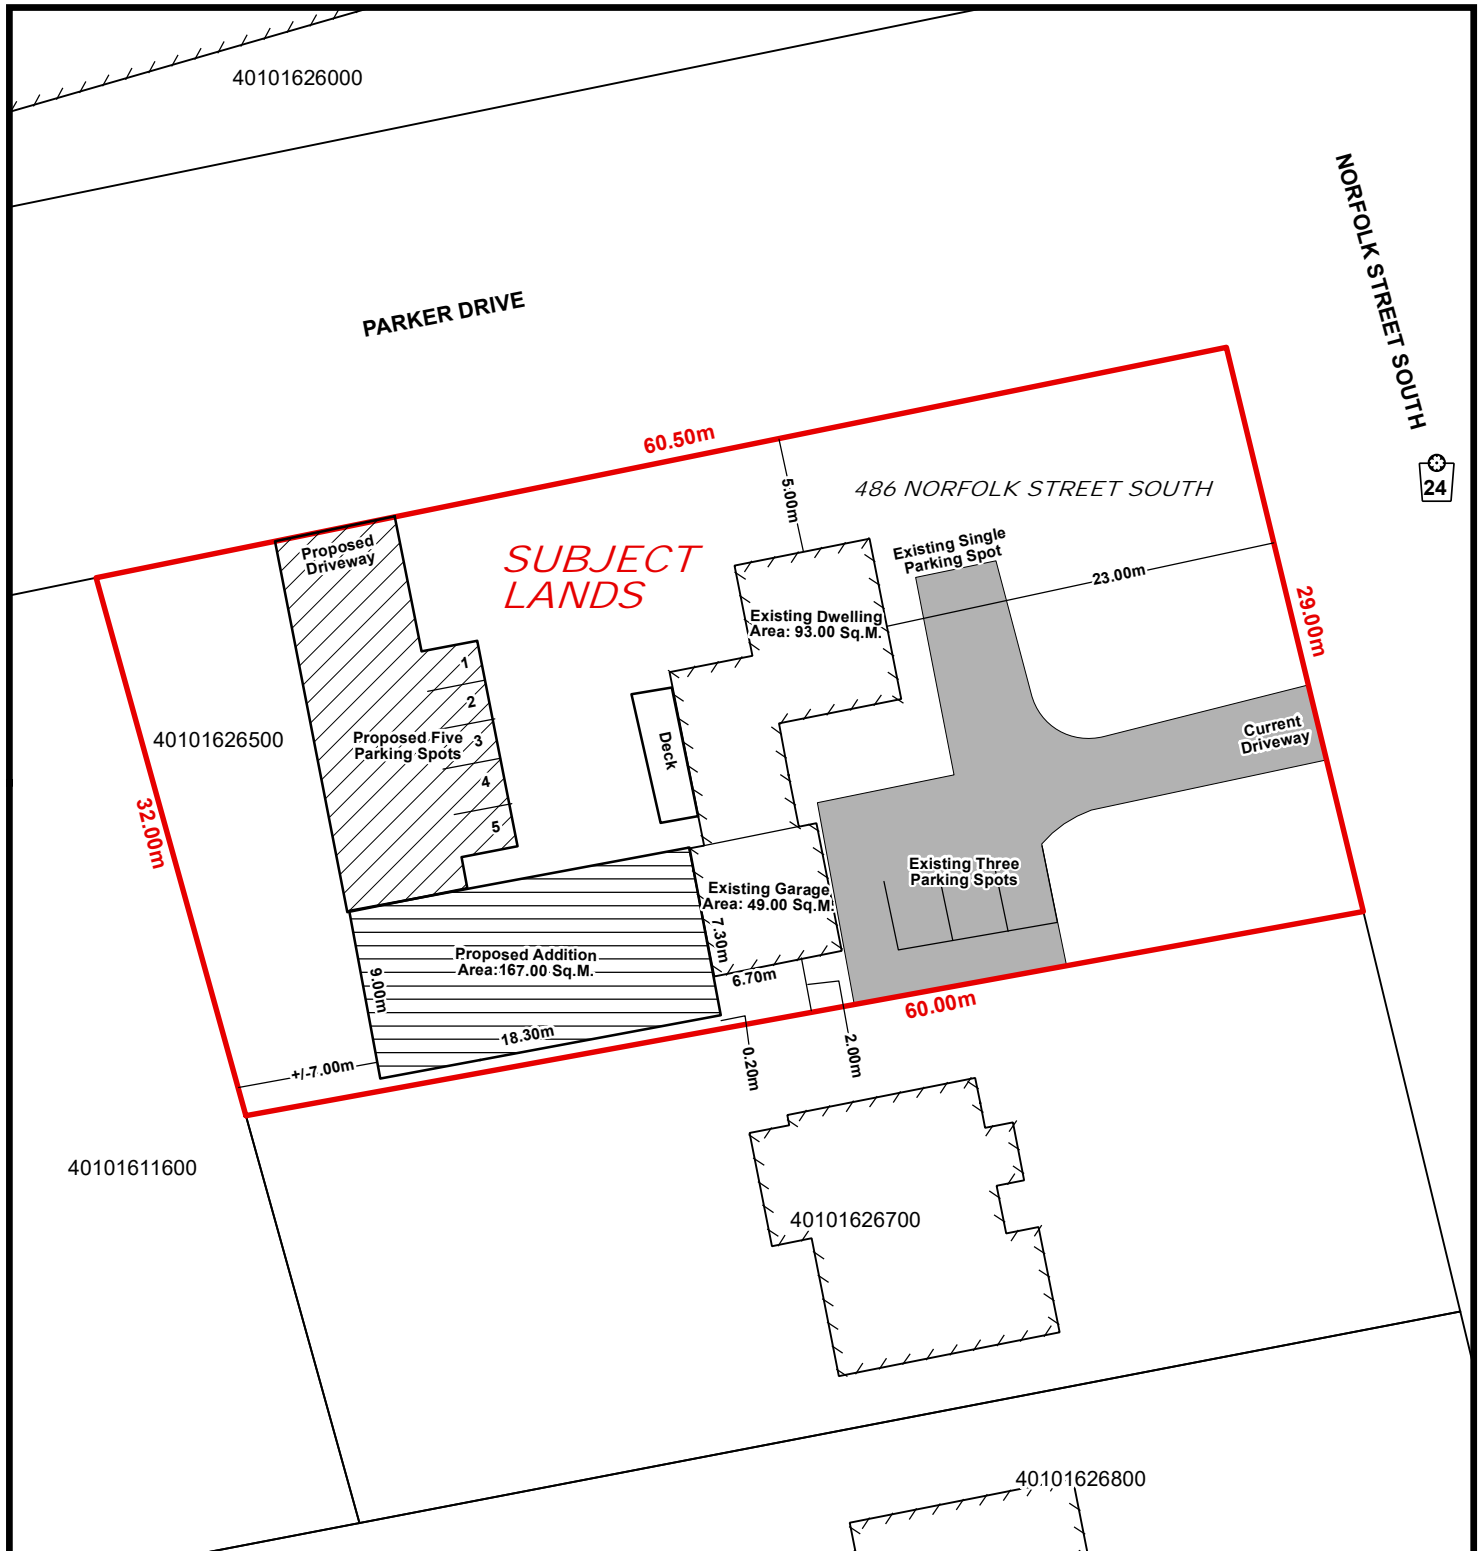 40101626000
NORFOLK STREET SOUTH
PARKER DRIVE
60.50m
24
5.00m
486 NORFOLK STREET SOUTH
SUBJECT
LANDS
Proposed
Driveway
Existing Single
Parking Spot
23.00m
29.00m
Existing Dwelling
Area: 93.00 Sq.M.
1
2
3
4
5
40101626500
Proposed Five
Parking Spots
Deck
Current
Driveway
32.00m
Existing Three
Parking Spots
Existing Garage
Area: 49.00 Sq.M.
7.30m
Proposed Addition
Area:167.00 Sq.M.
9.00m
6.70m
60.00m
18.30m
+/-7.00m
0.20m
2.00m
40101611600
40101626700
40101626800